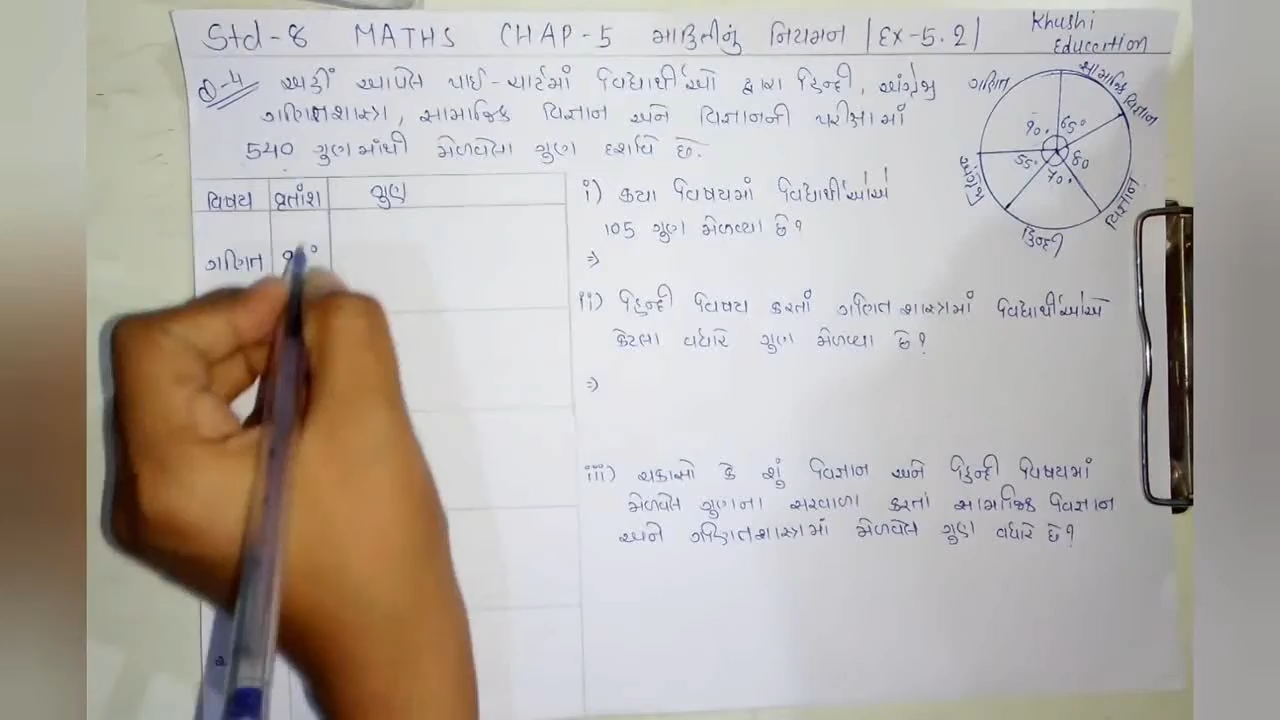 Std-8 MATHS CHAP-5 માહિતીનું નિયમન |EX-5.2|
Khushi
Education
Q-4 અહીં આપેલ પાઈ-ચાર્ટમાં વિદ્યાર્થીઓ દ્વારા હિન્દી, અંગ્રેજી
ગણિતશાસ્ત્ર, સામાજિક વિજ્ઞાન અને વિજ્ઞાનની પરીક્ષામાં
540 ગુણમાંથી મેળવેલા ગુણ દર્શાવે છે.
ગણિત
સામાજિક વિજ્ઞાન
90° 65°
55° 80
70°
અંગ્રેજી
વિજ્ઞાન
હિન્દી
વિષય વૃતાંશ ગુણ
ગણિત
i) કયા વિષયમાં વિદ્યાર્થીઓએ
105 ગુણ મેળવ્યા છે?
⇒
ii) હિન્દી વિષય કરતાં ગણિતશાસ્ત્રમાં વિદ્યાર્થીઓએ
કેટલા વધારે ગુણ મેળવ્યા છે?
⇒
iii) ચકાસો કે શું વિજ્ઞાન અને હિન્દી વિષયમાં
મેળવેલ ગુણના સરવાળા કરતાં સામાજિક વિજ્ઞાન
અને ગણિતશાસ્ત્રમાં મેળવેલ ગુણ વધારે છે?